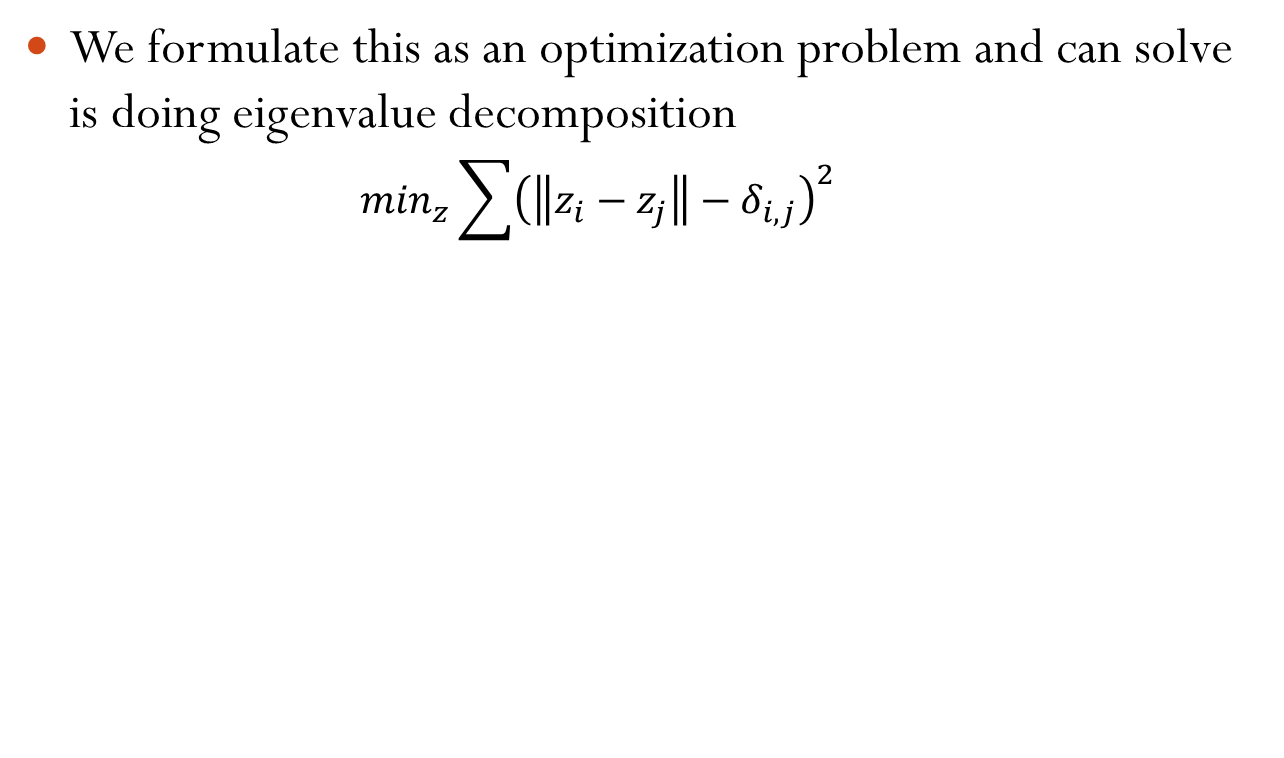 • We formulate this as an optimization problem and can solve
is doing eigenvalue decomposition
min_z ∑(‖z_i − z_j‖ − δ_{i,j})^2